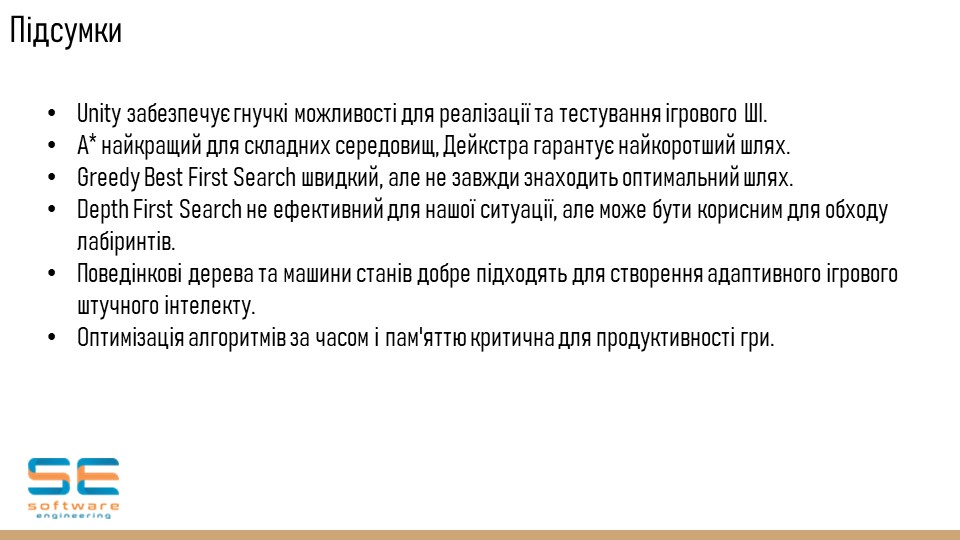 Підсумки
• Unity забезпечує гнучкі можливості для реалізації та тестування ігрового ШІ.
• А* найкращий для складних середовищ, Дейкстра гарантує найкоротший шлях.
• Greedy Best First Search швидкий, але не завжди знаходить оптимальний шлях.
• Depth First Search не ефективний для нашої ситуації, але може бути корисним для обходу
лабіринтів.
• Поведінкові дерева та машини станів добре підходять для створення адаптивного ігрового
штучного інтелекту.
• Оптимізація алгоритмів за часом і пам'яттю критична для продуктивності гри.
SE
software
engineering